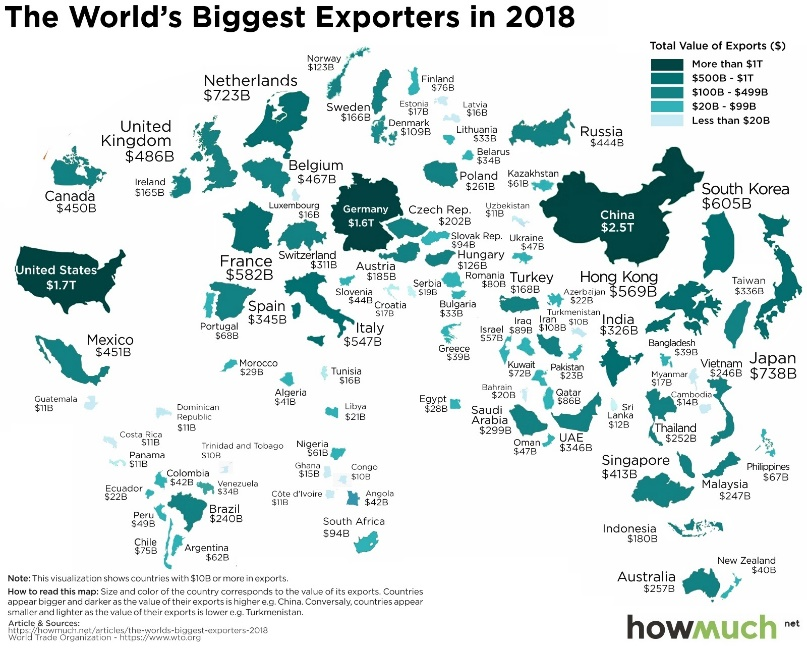 The World's Biggest Exporters in 2018
Total Value of Exports ($)
More than $1T
$500B - $1T
$100B - $499B
$20B - $99B
Less than $20B
Norway
$123B
Netherlands
$723B
Sweden
$166B
Finland
$76B
Estonia
$17B
Latvia
$16B
Denmark
$109B
Lithuania
$33B
Belarus
$34B
Russia
$444B
United
Kingdom
$486B
Ireland
$165B
Belgium
$467B
Luxembourg
$16B
Germany
$1.6T
Poland
$261B
Kazakhstan
$61B
Uzbekistan
$11B
China
$2.5T
South Korea
$605B
Canada
$450B
United States
$1.7T
Mexico
$451B
France
$582B
Switzerland
$311B
Czech Rep.
$202B
Slovak Rep.
$94B
Austria
$185B
Hungary
$126B
Ukraine
$47B
Slovenia
$44B
Croatia
$17B
Serbia
$19B
Romania
$80B
Bulgaria
$33B
Turkey
$168B
Azerbaijan
$22B
Turkmenistan
$10B
Hong Kong
$569B
Taiwan
$336B
Japan
$738B
Portugal
$68B
Spain
$345B
Italy
$547B
Greece
$39B
Israel
$57B
Iraq
$89B
Iran
$108B
India
$326B
Bangladesh
$39B
Myanmar
$17B
Vietnam
$246B
Cambodia
$14B
Morocco
$29B
Algeria
$41B
Tunisia
$16B
Libya
$21B
Egypt
$28B
Kuwait
$72B
Pakistan
$23B
Bahrain
$20B
Qatar
$86B
Saudi
Arabia
$299B
Oman
$47B
UAE
$346B
Sri
Lanka
$12B
Thailand
$252B
Philippines
$67B
Singapore
$413B
Malaysia
$247B
Indonesia
$180B
Australia
$257B
New Zealand
$40B
Guatemala
$11B
Dominican
Republic
$11B
Costa Rica
$11B
Panama
$11B
Trinidad and Tobago
$10B
Colombia
$42B
Venezuela
$34B
Ecuador
$22B
Peru
$49B
Brazil
$240B
Chile
$75B
Argentina
$62B
Nigeria
$61B
Ghana
$15B
Congo
$10B
Côte d'Ivoire
$11B
Angola
$42B
South Africa
$94B
Note: This visualization shows countries with $10B or more in exports.
How to read this map: Size and color of the country corresponds to the value of its exports. Countries
appear bigger and darker as the value of their exports is higher e.g. China. Conversaly, countries appear
smaller and lighter as the value of their exports is lower e.g. Turkmenistan.
Article & Sources:
https://howmuch.net/articles/the-worlds-biggest-exporters-2018
World Trade Organization - https://www.wto.org
howmuch.net